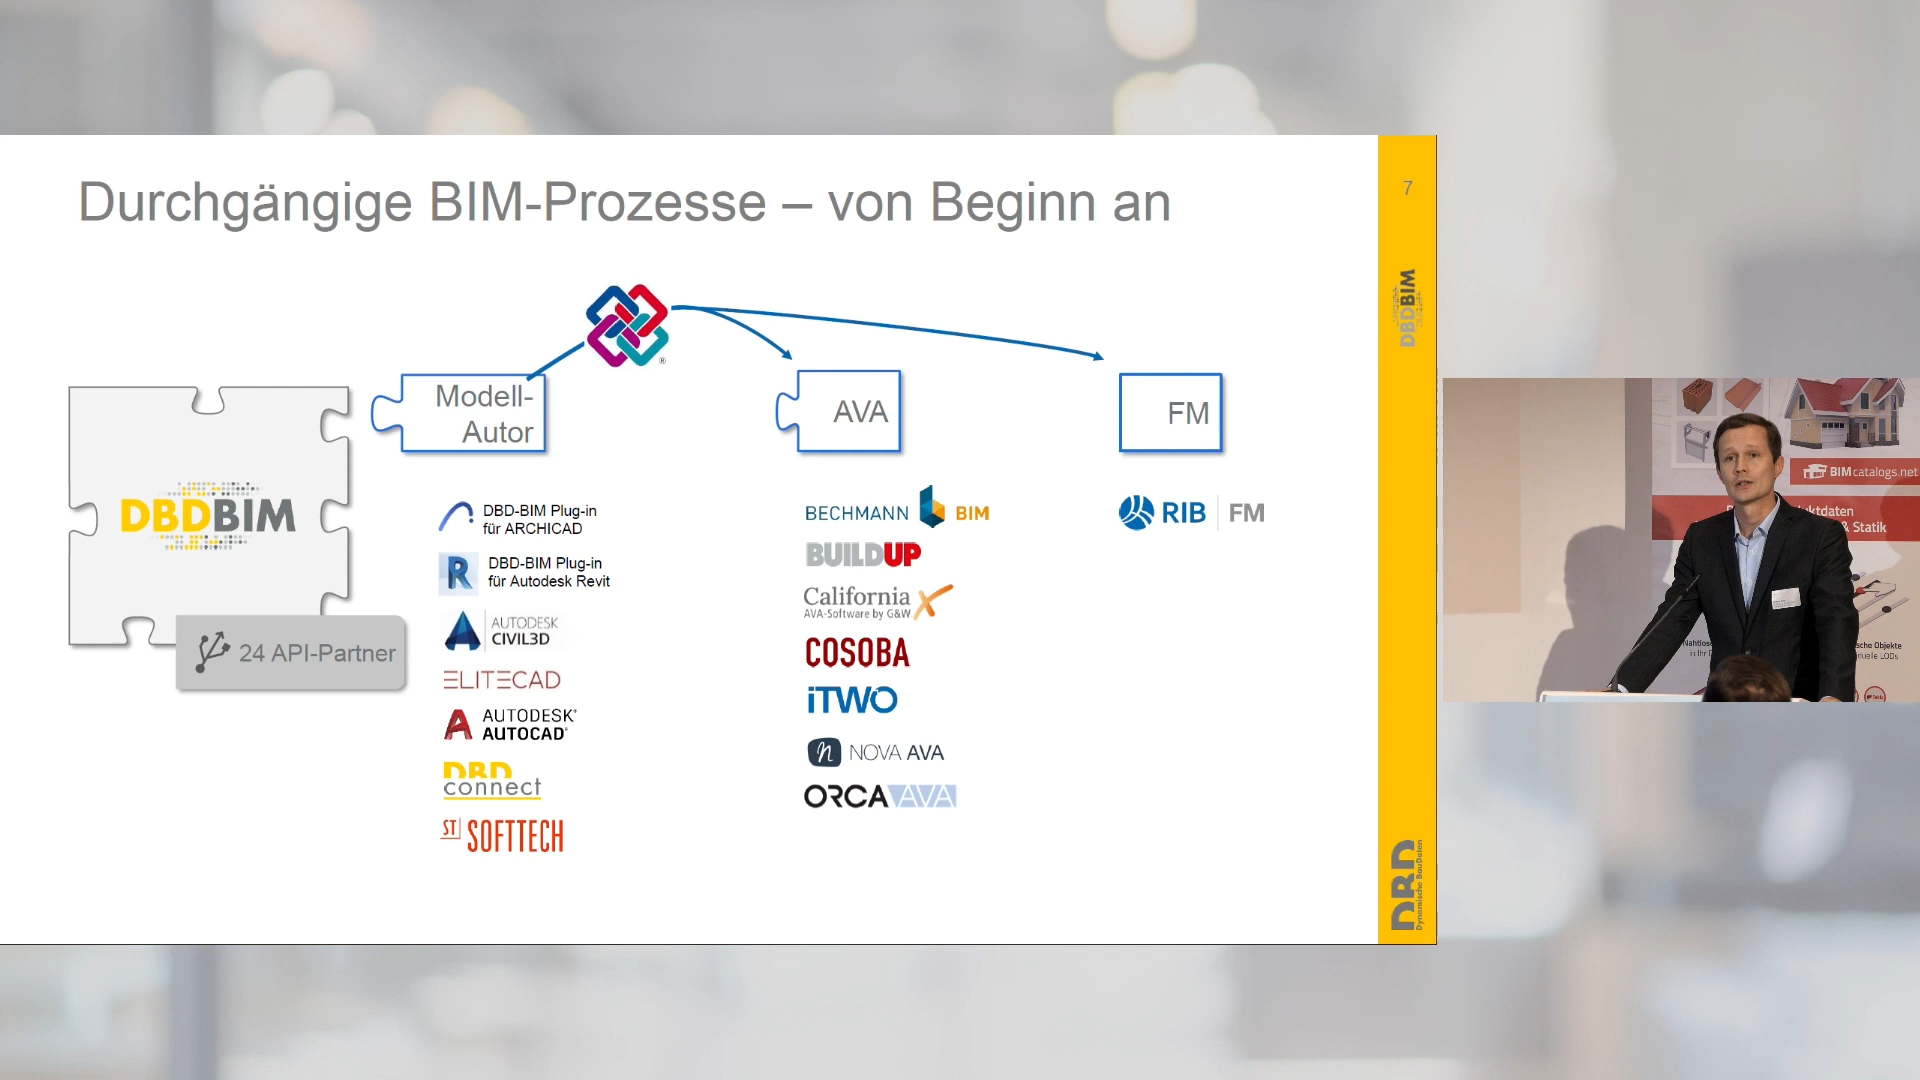 Durchgängige BIM-Prozesse – von Beginn an
7
DBDBIM
24 API-Partner
Modell-
Autor
DBD-BIM Plug-in
für ARCHICAD
R
DBD-BIM Plug-in
für Autodesk Revit
AUTODESK
CIVIL3D
ELITECAD
AUTODESK®
AUTOCAD®
DBD
connect
ST SOFTTECH
®
AVA
BECHMANN BIM
BUILDUP
California X
AVA-Software by G&W
COSOBA
iTWO
n NOVA AVA
ORCA AVA
FM
RIB FM
DBDBIM
DBD
Dynamische BauDaten
BIMcatalogs.net
& Statik